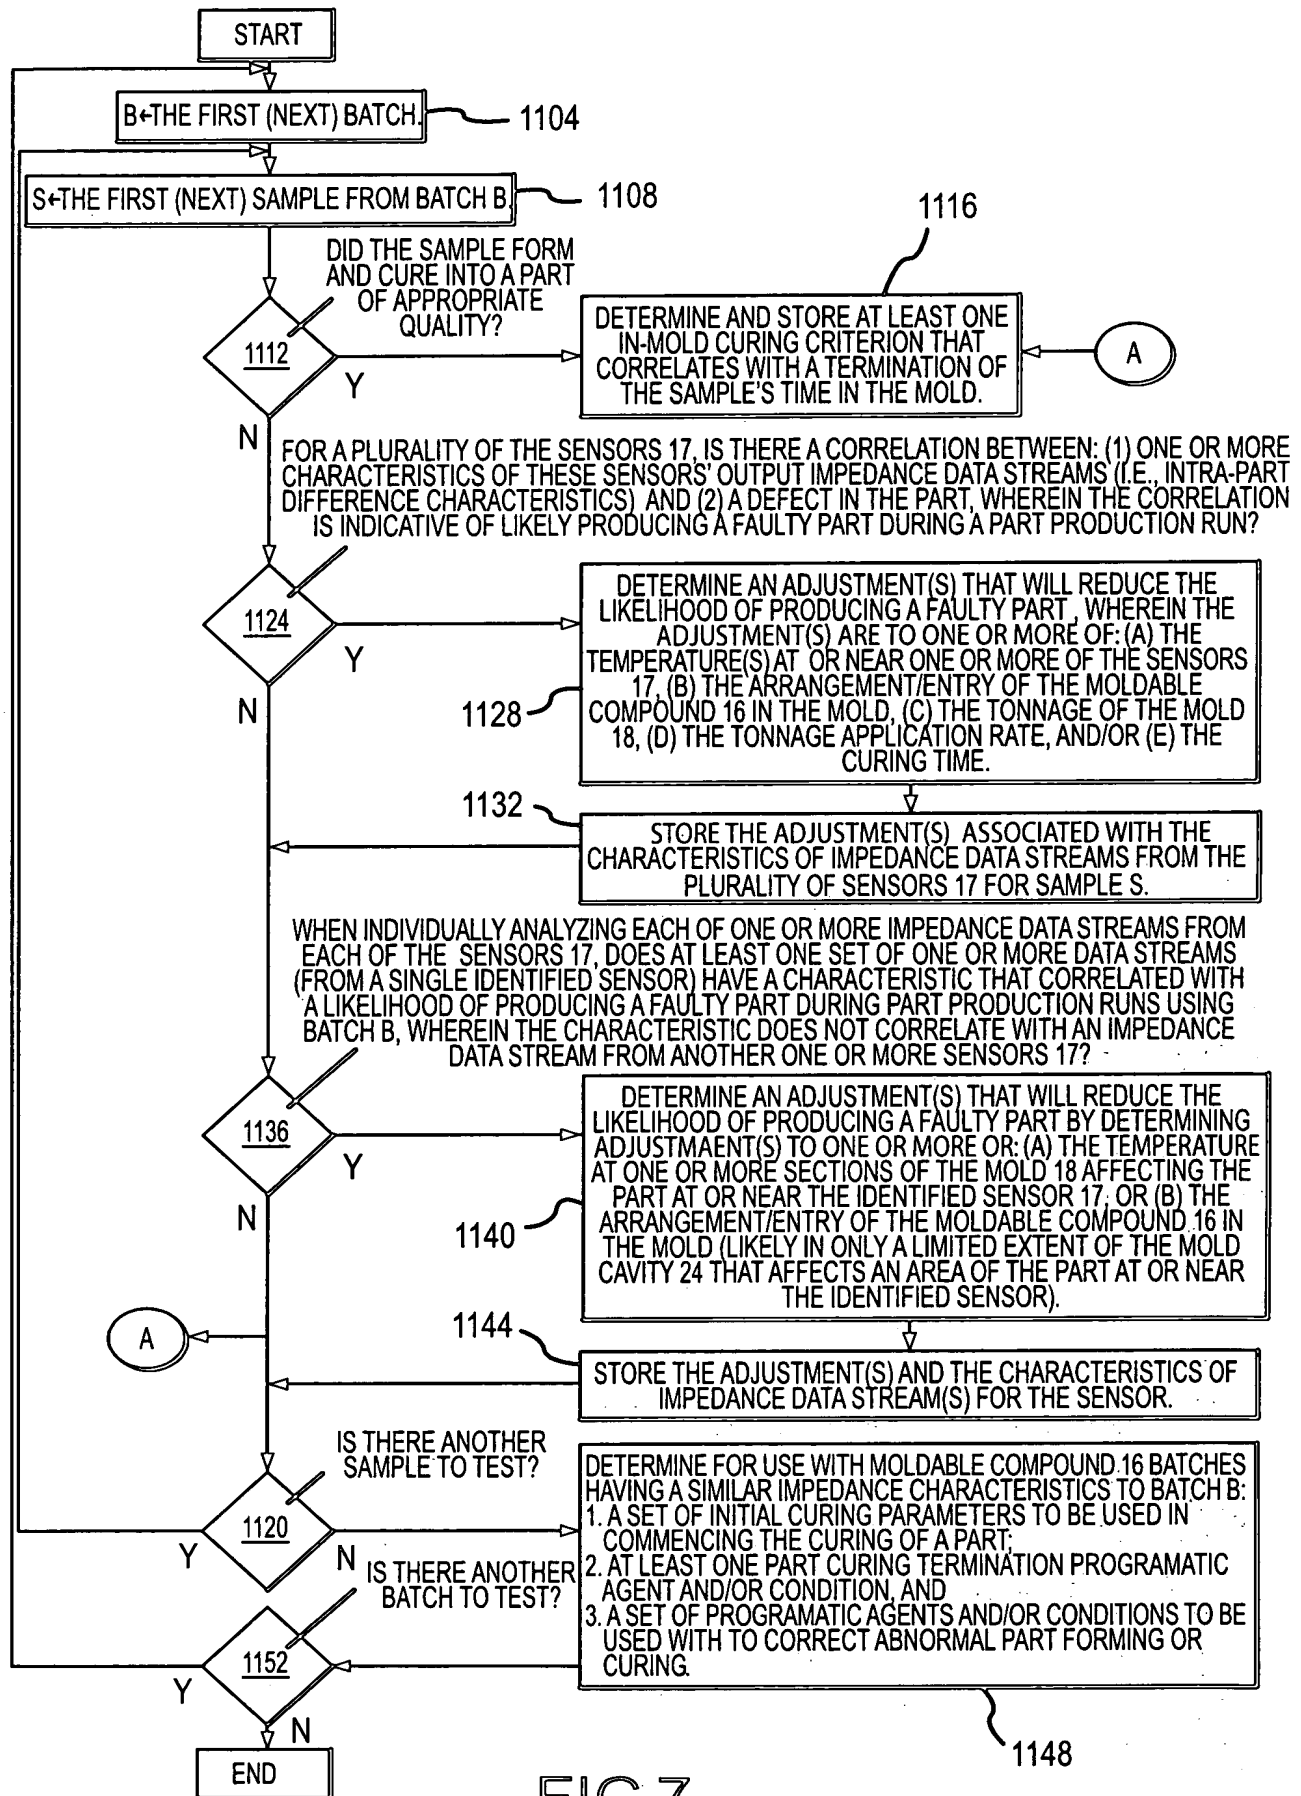 START
B←THE FIRST (NEXT) BATCH.
1104
S←THE FIRST (NEXT) SAMPLE FROM BATCH B.
1108
DID THE SAMPLE FORM
AND CURE INTO A PART
OF APPROPRIATE
QUALITY?
1112
Y
N
1116
DETERMINE AND STORE AT LEAST ONE
IN-MOLD CURING CRITERION THAT
CORRELATES WITH A TERMINATION OF
THE SAMPLE'S TIME IN THE MOLD.
A
FOR A PLURALITY OF THE SENSORS 17, IS THERE A CORRELATION BETWEEN: (1) ONE OR MORE
CHARACTERISTICS OF THESE SENSORS' OUTPUT IMPEDANCE DATA STREAMS (I.E., INTRA-PART
DIFFERENCE CHARACTERISTICS) AND (2) A DEFECT IN THE PART, WHEREIN THE CORRELATION
IS INDICATIVE OF LIKELY PRODUCING A FAULTY PART DURING A PART PRODUCTION RUN?
1124
Y
N
DETERMINE AN ADJUSTMENT(S) THAT WILL REDUCE THE
LIKELIHOOD OF PRODUCING A FAULTY PART , WHEREIN THE
ADJUSTMENT(S) ARE TO ONE OR MORE OF: (A) THE
TEMPERATURE(S) AT OR NEAR ONE OR MORE OF THE SENSORS
17, (B) THE ARRANGEMENT/ENTRY OF THE MOLDABLE
COMPOUND 16 IN THE MOLD, (C) THE TONNAGE OF THE MOLD
18, (D) THE TONNAGE APPLICATION RATE, AND/OR (E) THE
CURING TIME.
1128
1132
STORE THE ADJUSTMENT(S) ASSOCIATED WITH THE
CHARACTERISTICS OF IMPEDANCE DATA STREAMS FROM THE
PLURALITY OF SENSORS 17 FOR SAMPLE S.
WHEN INDIVIDUALLY ANALYZING EACH OF ONE OR MORE IMPEDANCE DATA STREAMS FROM
EACH OF THE SENSORS 17, DOES AT LEAST ONE SET OF ONE OR MORE DATA STREAMS
(FROM A SINGLE IDENTIFIED SENSOR) HAVE A CHARACTERISTIC THAT CORRELATED WITH
A LIKELIHOOD OF PRODUCING A FAULTY PART DURING PART PRODUCTION RUNS USING
BATCH B, WHEREIN THE CHARACTERISTIC DOES NOT CORRELATE WITH AN IMPEDANCE
DATA STREAM FROM ANOTHER ONE OR MORE SENSORS 17?
1136
Y
N
DETERMINE AN ADJUSTMENT(S) THAT WILL REDUCE THE
LIKELIHOOD OF PRODUCING A FAULTY PART BY DETERMINING
ADJUSTMAENT(S) TO ONE OR MORE OR: (A) THE TEMPERATURE
AT ONE OR MORE SECTIONS OF THE MOLD 18 AFFECTING THE
PART AT OR NEAR THE IDENTIFIED SENSOR 17, OR (B) THE
ARRANGEMENT/ENTRY OF THE MOLDABLE COMPOUND 16 IN
THE MOLD (LIKELY IN ONLY A LIMITED EXTENT OF THE MOLD
CAVITY 24 THAT AFFECTS AN AREA OF THE PART AT OR NEAR
THE IDENTIFIED SENSOR).
1140
A
1144
STORE THE ADJUSTMENT(S) AND THE CHARACTERISTICS OF
IMPEDANCE DATA STREAM(S) FOR THE SENSOR.
IS THERE ANOTHER
SAMPLE TO TEST?
1120
Y
N
IS THERE ANOTHER
BATCH TO TEST?
DETERMINE FOR USE WITH MOLDABLE COMPOUND 16 BATCHES
HAVING A SIMILAR IMPEDANCE CHARACTERISTICS TO BATCH B:
1. A SET OF INITIAL CURING PARAMETERS TO BE USED IN
COMMENCING THE CURING OF A PART;
2. AT LEAST ONE PART CURING TERMINATION PROGRAMATIC
AGENT AND/OR CONDITION, AND
3. A SET OF PROGRAMATIC AGENTS AND/OR CONDITIONS TO BE
USED WITH TO CORRECT ABNORMAL PART FORMING OR
CURING.
1152
Y
N
1148
END
FIG.7